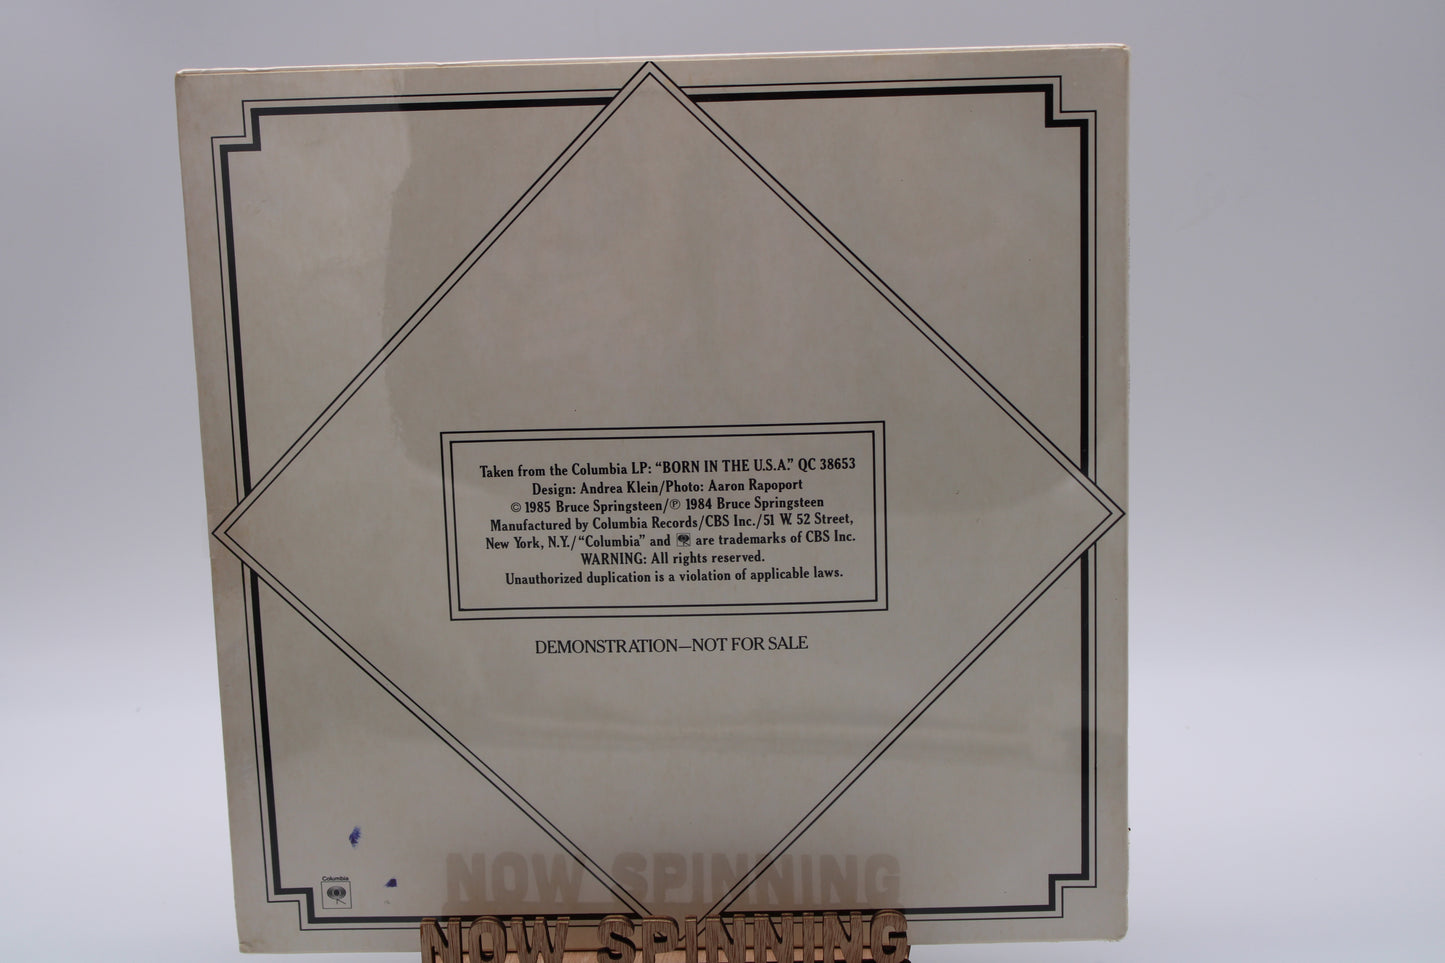 Taken from the Columbia LP: “BORN IN THE U.S.A.” QC 38653
Design: Andrea Klein/Photo: Aaron Rapoport
© 1985 Bruce Springsteen/℗ 1984 Bruce Springsteen
Manufactured by Columbia Records/CBS Inc./51 W. 52 Street,
New York, N.Y./“Columbia” and are trademarks of CBS Inc.
WARNING: All rights reserved.
Unauthorized duplication is a violation of applicable laws.
DEMONSTRATION—NOT FOR SALE
Columbia
NOW SPINNING
NOW SPINNING